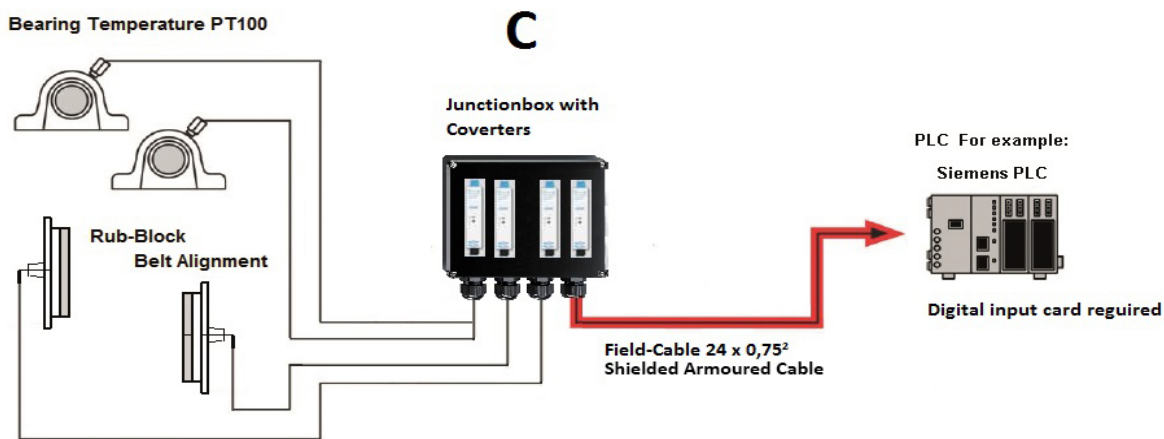 Bearing Temperature PT100
C
Junctionbox with
Coverters
PLC For example:
Siemens PLC
Rub-Block
Belt Alignment
Digital input card reguired
Field-Cable 24 x 0,75²
Shielded Armoured Cable